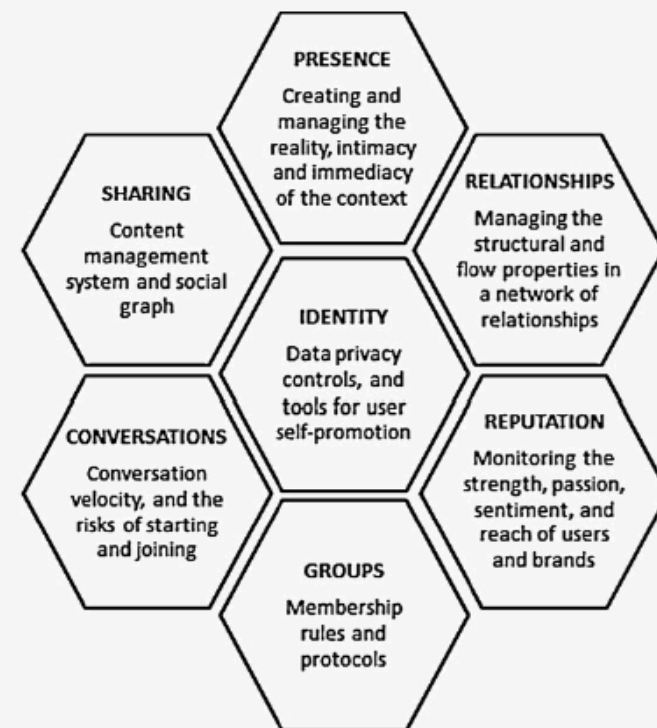 PRESENCE
Creating and
managing the
reality, intimacy
and immediacy
of the context
SHARING
Content
management
system and social
graph
RELATIONSHIPS
Managing the
structural and
flow properties in
a network of
relationships
IDENTITY
Data privacy
controls, and
tools for user
self-promotion
CONVERSATIONS
Conversation
velocity, and the
risks of starting
and joining
REPUTATION
Monitoring the
strength, passion,
sentiment, and
reach of users
and brands
GROUPS
Membership
rules and
protocols